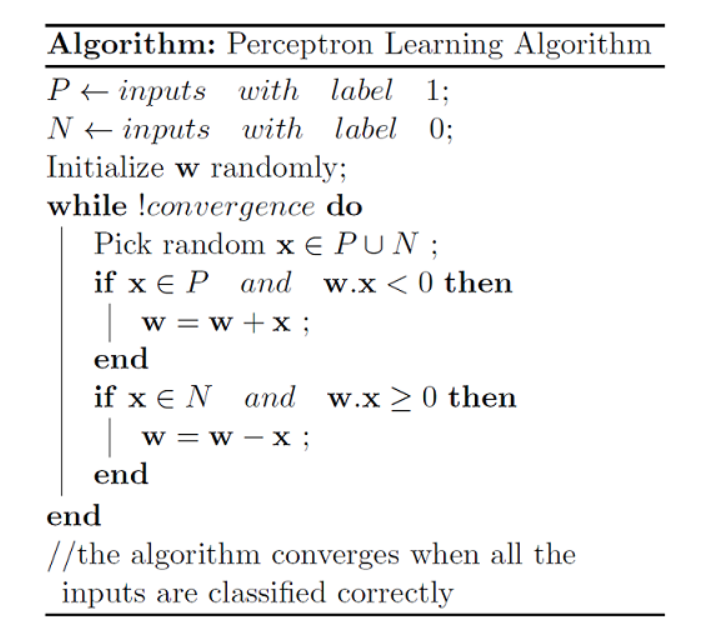 Algorithm: Perceptron Learning Algorithm
P ← inputs with label 1;
N ← inputs with label 0;
Initialize w randomly;
while !convergence do
Pick random x ∈ P ∪ N ;
if x ∈ P and w.x < 0 then
w = w + x ;
end
if x ∈ N and w.x ≥ 0 then
w = w − x ;
end
end
//the algorithm converges when all the
inputs are classified correctly